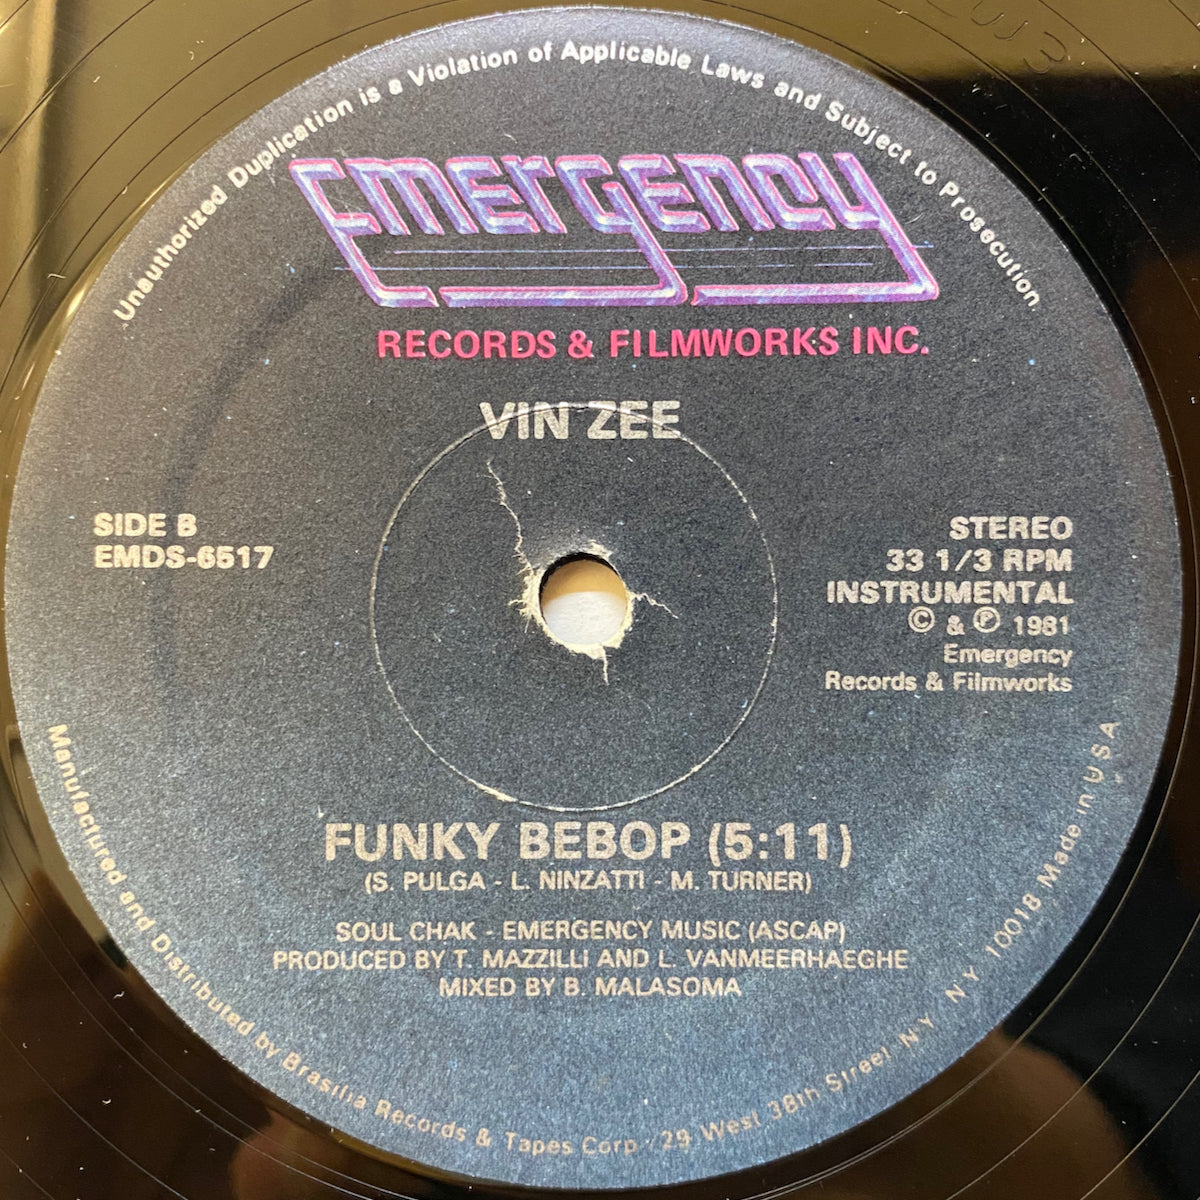 Unauthorized Duplication is a Violation of Applicable Laws and Subject to Prosecution.
Emergency
RECORDS & FILMWORKS INC.
VIN ZEE
SIDE B
EMDS-6517
STEREO
33 1/3 RPM
INSTRUMENTAL
© & ℗ 1981
Emergency
Records & Filmworks
FUNKY BEBOP (5:11)
(S. PULGA - L. NINZATTI - M. TURNER)
SOUL CHAK - EMERGENCY MUSIC (ASCAP)
PRODUCED BY T. MAZZILLI AND L. VANMEERHAEGHE
MIXED BY B. MALASOMA
Manufactured and Distributed by Brasilia Records & Tapes Corp · 29 West 38th Street NY NY 10018 Made in USA